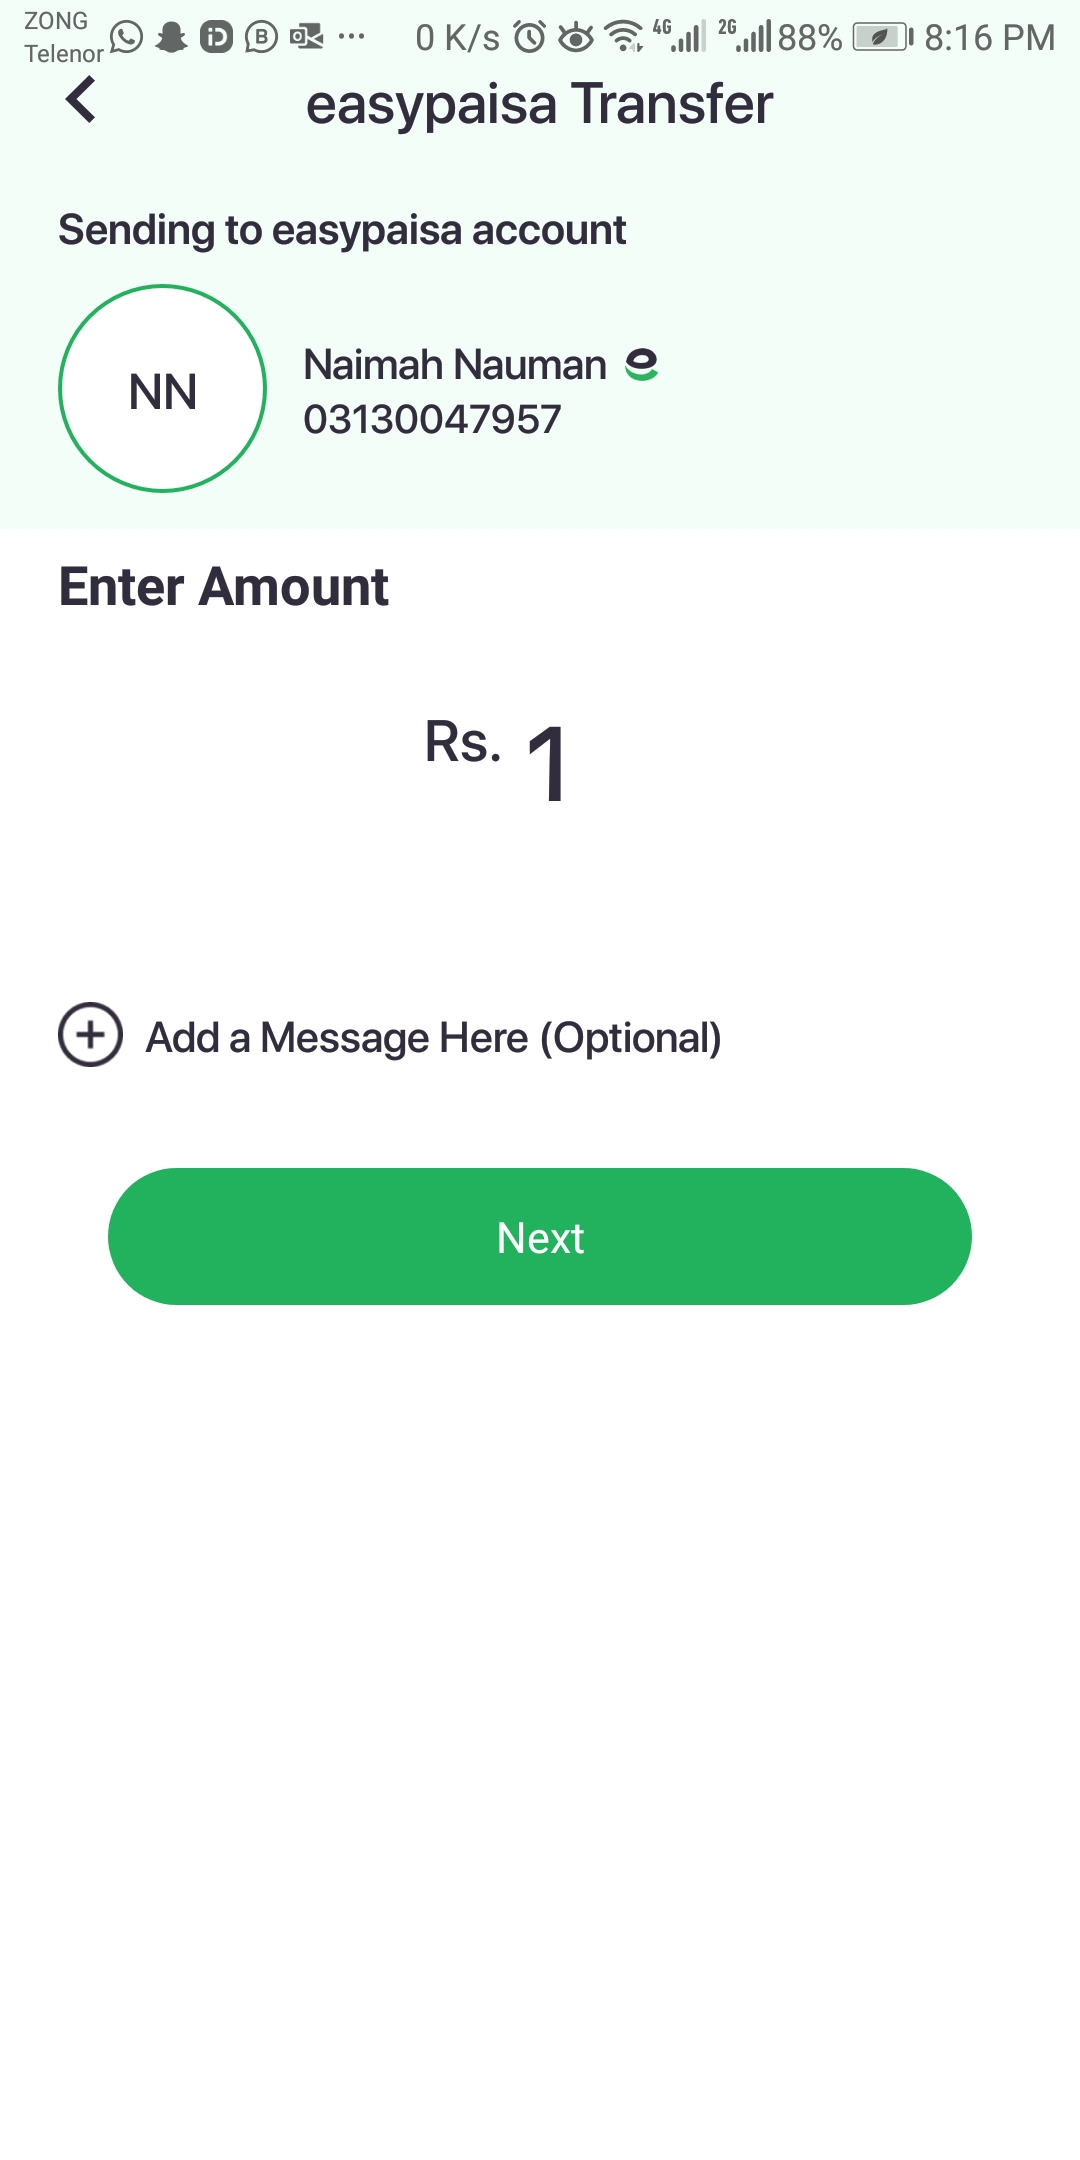 ZONG
Telenor
0 K/s 4G 2G 88% 8:16 PM
easypaisa Transfer
Sending to easypaisa account
NN
Naimah Nauman
03130047957
Enter Amount
Rs. 1
Add a Message Here (Optional)
Next